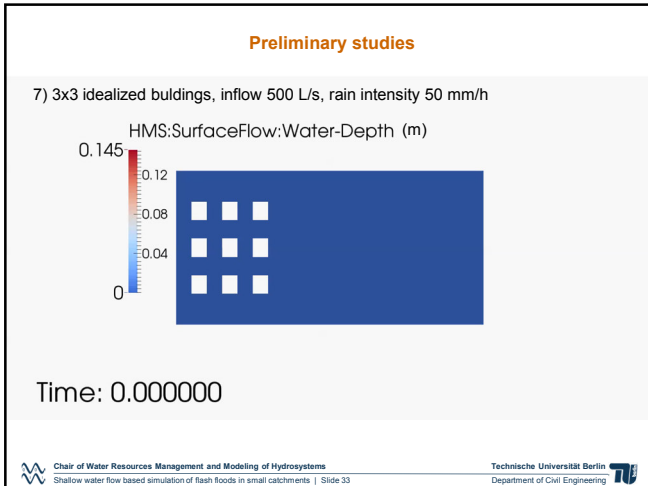 Preliminary studies
7) 3x3 idealized buldings, inflow 500 L/s, rain intensity 50 mm/h
HMS:SurfaceFlow:Water-Depth (m)
0.145
0.12
0.08
0.04
0
Time: 0.000000
Chair of Water Resources Management and Modeling of Hydrosystems
Shallow water flow based simulation of flash floods in small catchments | Slide 33
Technische Universität Berlin
Department of Civil Engineering